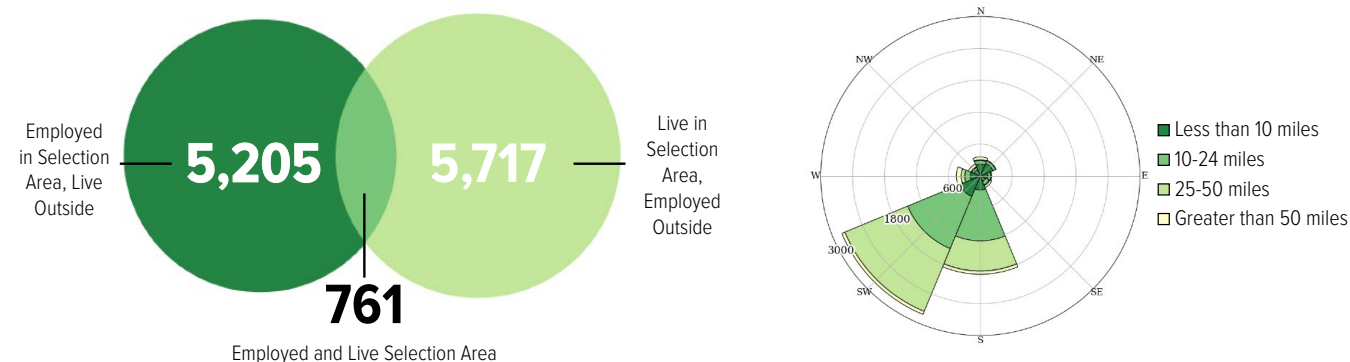 Employed
in Selection
Area, Live
Outside
5,205
5,717
Live in
Selection
Area,
Employed
Outside
761
Employed and Live Selection Area
N
NW
NE
W
E
600
1800
3000
SW
SE
S
Less than 10 miles
10-24 miles
25-50 miles
Greater than 50 miles